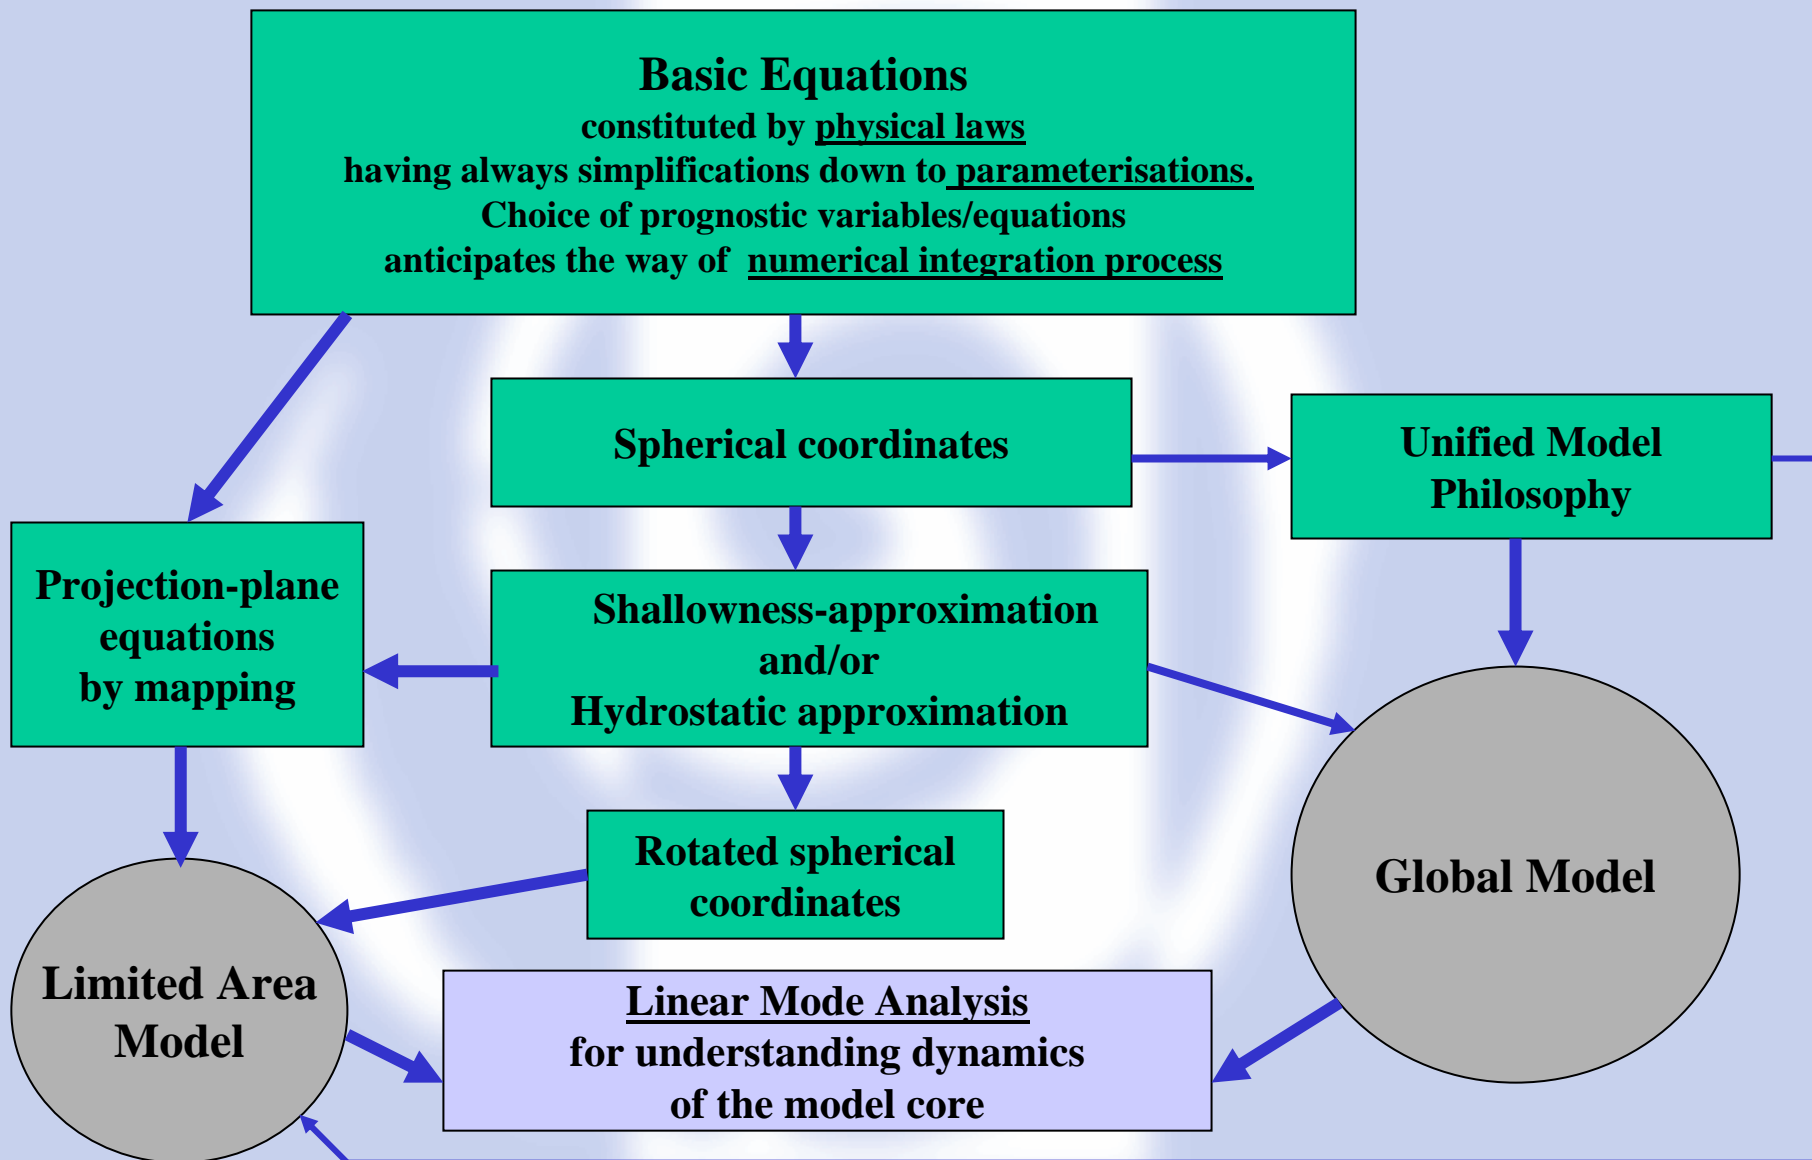 Basic Equations
constituted by physical laws
having always simplifications down to parameterisations.
Choice of prognostic variables/equations
anticipates the way of numerical integration process
Spherical coordinates
Unified Model
Philosophy
Projection-plane
equations
by mapping
Shallowness-approximation
and/or
Hydrostatic approximation
Rotated spherical
coordinates
Global Model
Limited Area
Model
Linear Mode Analysis
for understanding dynamics
of the model core